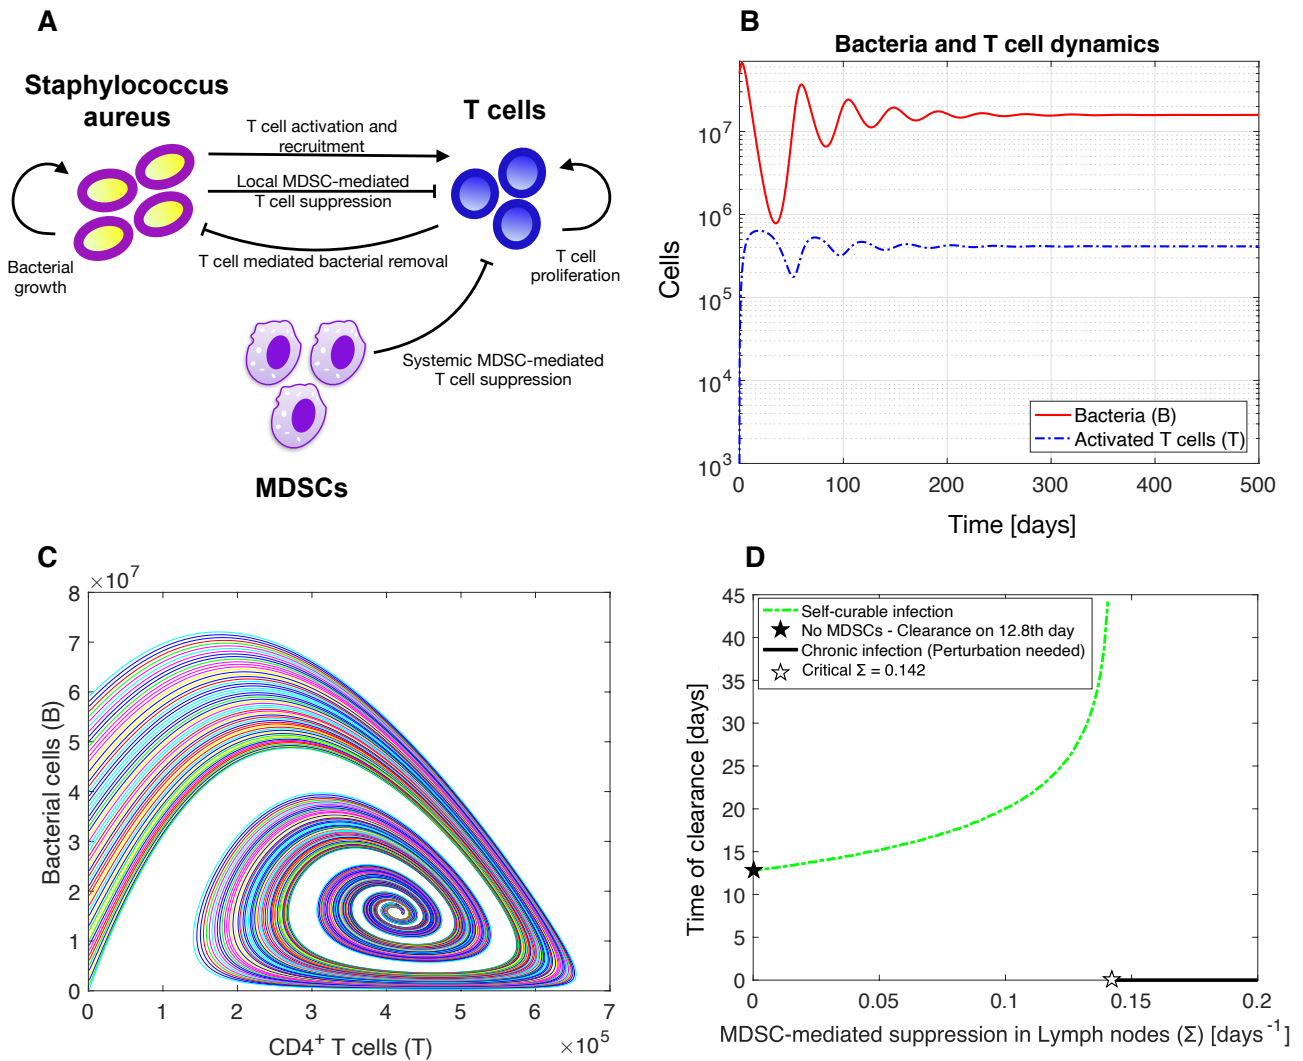 A
Staphylococcus
aureus
T cells
T cell activation and
recruitment
Local MDSC-mediated
T cell suppression
T cell mediated bacterial removal
Bacterial
growth
T cell
proliferation
Systemic MDSC-mediated
T cell suppression
MDSCs
B
Bacteria and T cell dynamics
10^7
10^6
10^5
10^4
10^3
Cells
Bacteria (B)
Activated T cells (T)
0 100 200 300 400 500
Time [days]
C
×10^7
8
7
6
5
4
3
2
1
0
Bacterial cells (B)
0 1 2 3 4 5 6 7
CD4^+ T cells (T)
×10^5
D
45
40
35
30
25
20
15
10
5
0
Time of clearance [days]
Self-curable infection
No MDSCs - Clearance on 12.8th day
Chronic infection (Perturbation needed)
Critical Σ = 0.142
0 0.05 0.1 0.15 0.2
MDSC-mediated suppression in Lymph nodes (Σ) [days^-1]